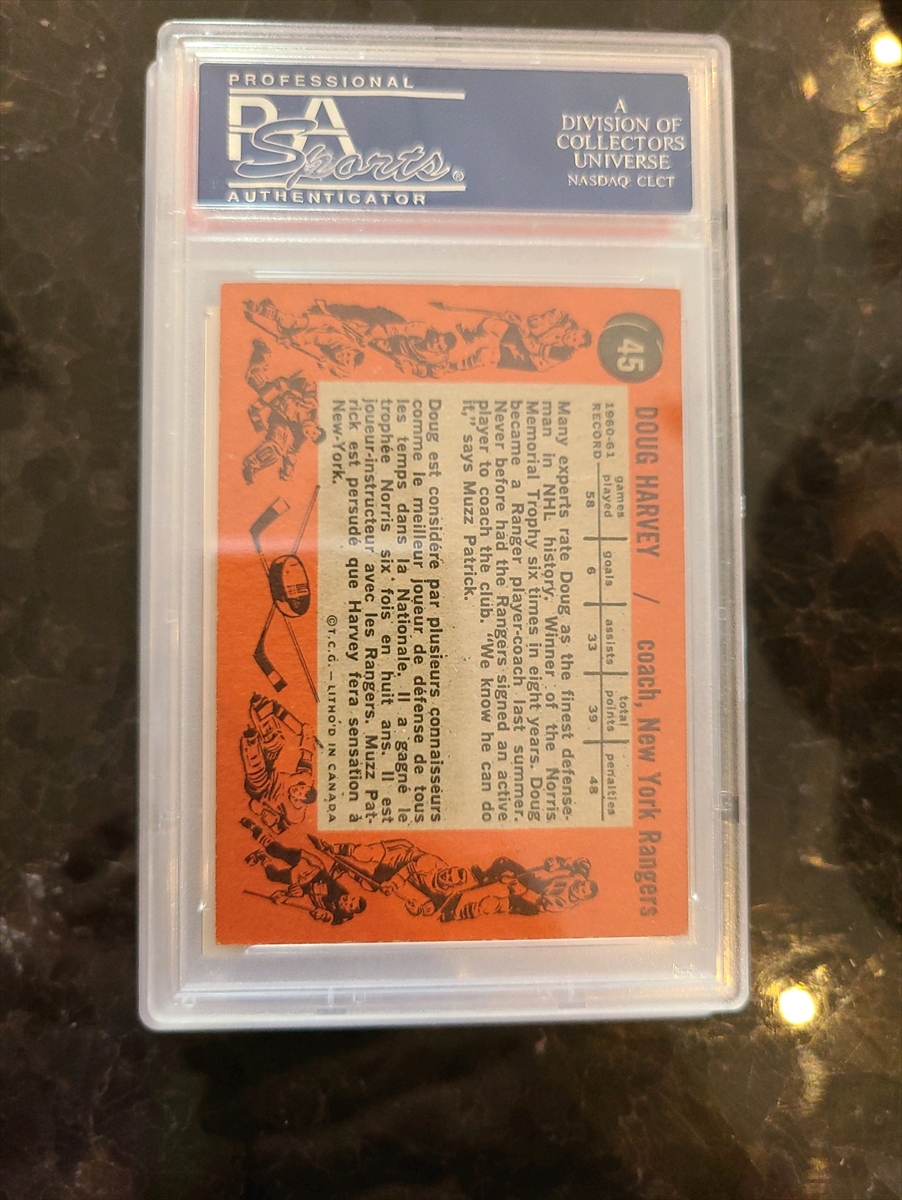 PROFESSIONAL
PSA
Sports®
AUTHENTICATOR
A
DIVISION OF
COLLECTORS
UNIVERSE
NASDAQ: CLCT
45
DOUG HARVEY / coach, New York Rangers
1960-61 RECORD
games played goals assists total points penalties
58 6 33 39 48
Many experts rate Doug as the finest defense-
man in NHL history. Winner of the Norris
Memorial Trophy six times in eight years. Doug
became a Ranger player-coach last summer.
Never before had the Rangers signed an active
player to coach the club. "We know he can do
it," says Muzz Patrick.
Doug est considéré par plusieurs connaisseurs
comme le meilleur joueur de défense de tous
les temps dans la Nationale. Il a gagné le
trophée Norris six fois en huit ans. Il est
joueur-instructeur avec les Rangers. Muzz Pat-
rick est persudé que Harvey fera sensation à
New-York.
©T.C.G. — LITHO'D IN CANADA